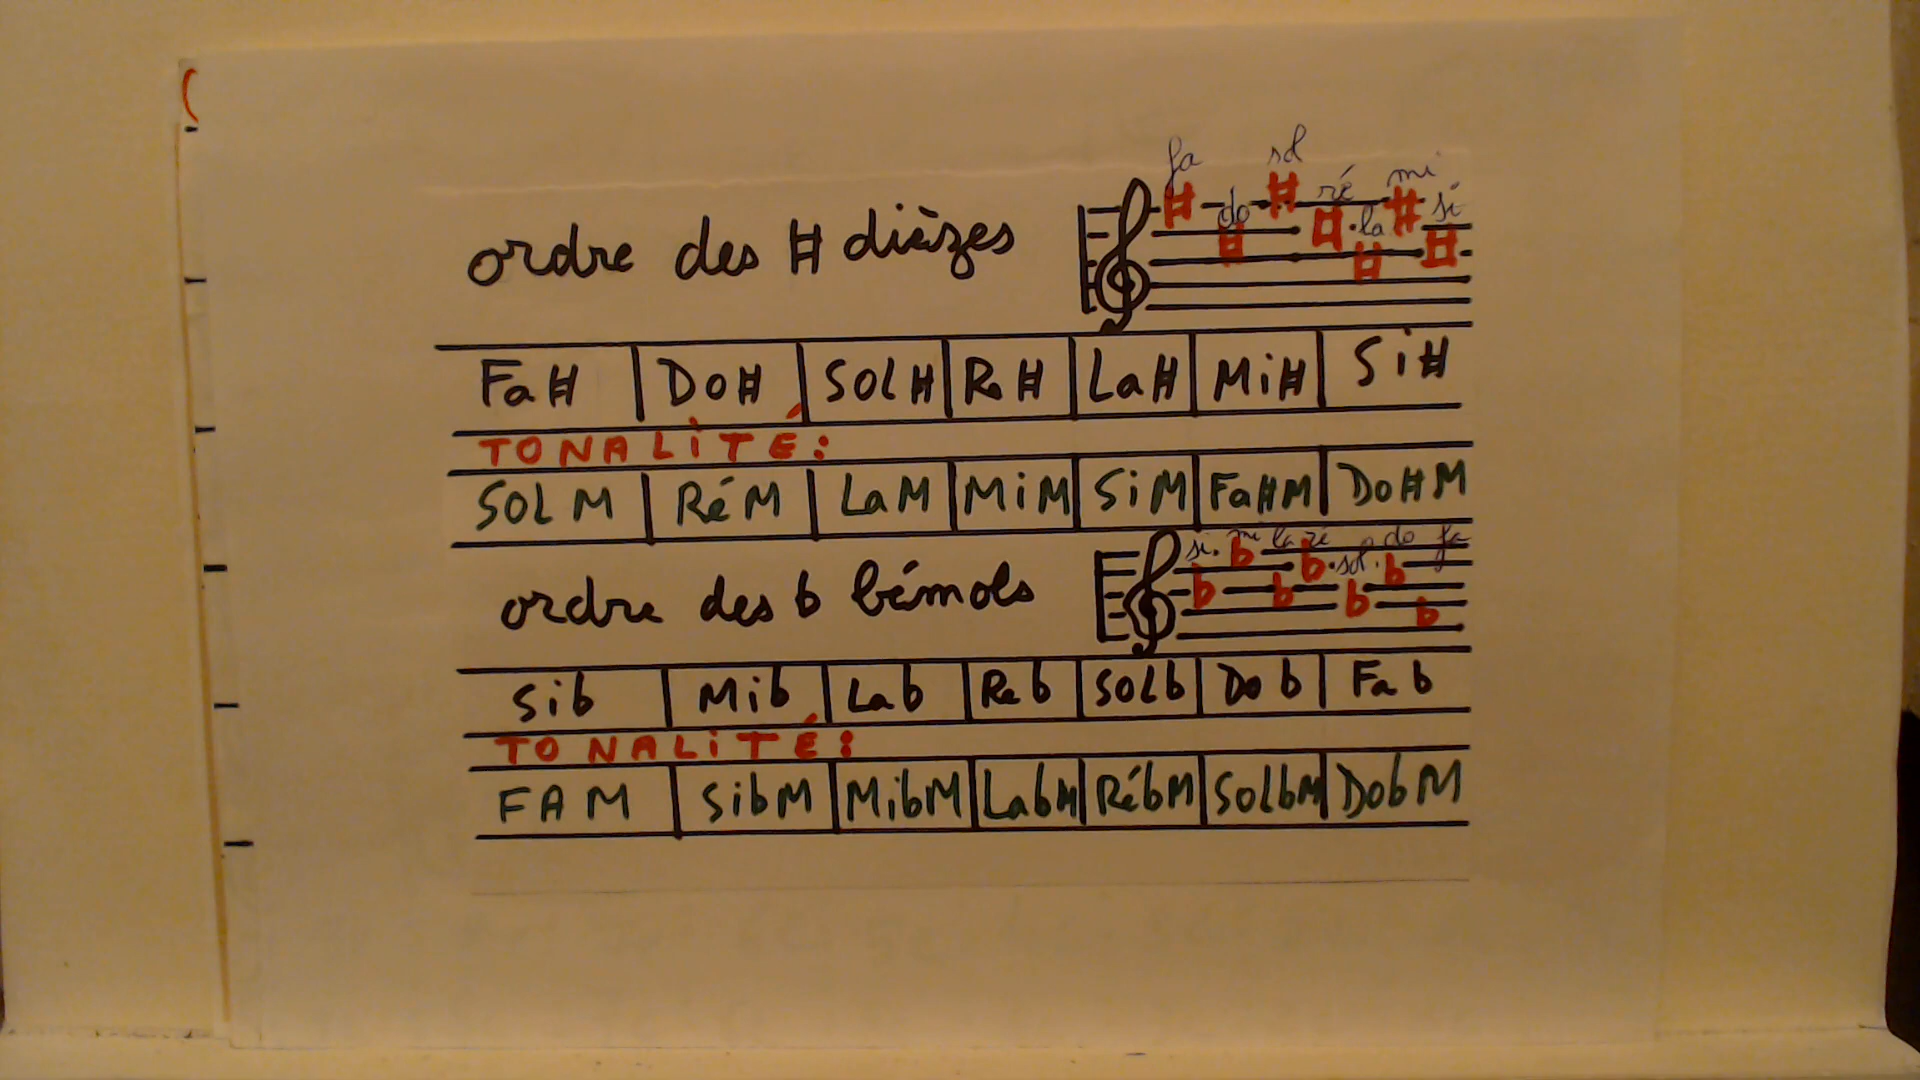 fa do sol ré la mi si
ordre des # dièzes
Fa# Do# SOL# Re# La# Mi# Si#
TONALiTÉ:
SOL M RéM LaM MiM SiM Fa#M Do#M
si mi la ré sol do fa
ordre des b bémols
Sib Mib Lab Reb SOLb Dob Fab
TONALiTÉ:
FA M SibM MibM LabM RébM SolbM DobM